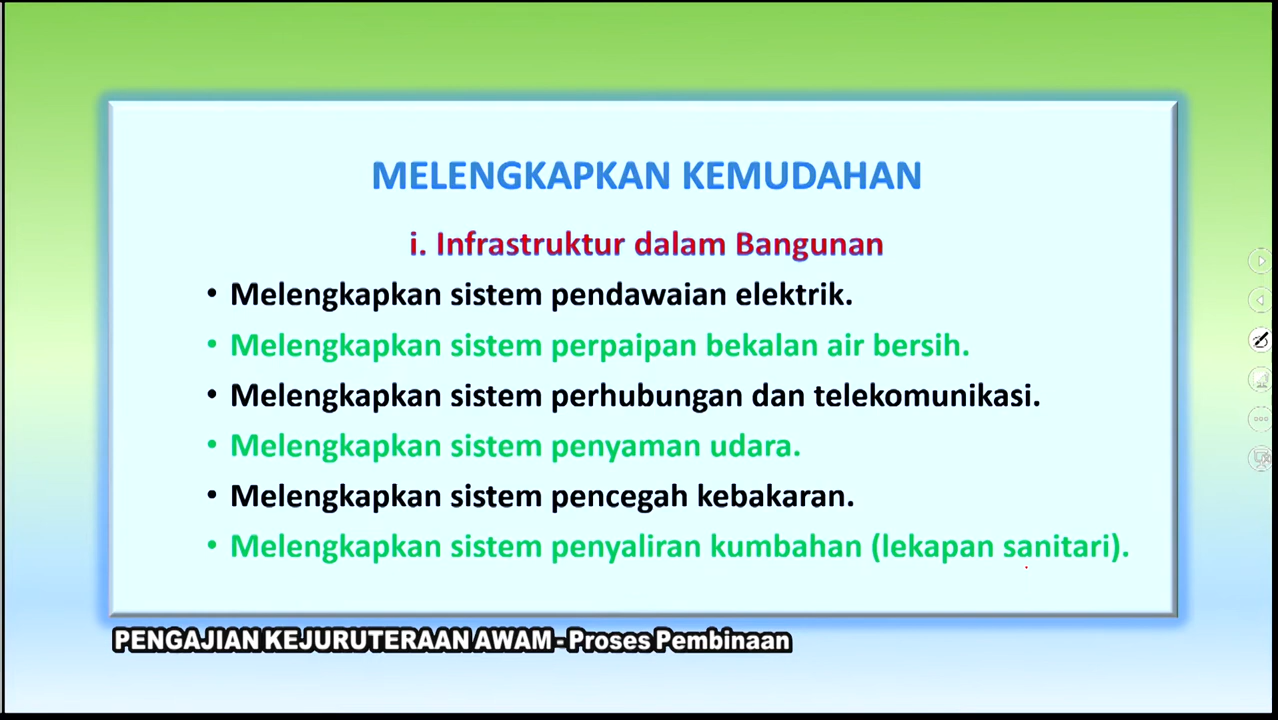 MELENGKAPKAN KEMUDAHAN
i. Infrastruktur dalam Bangunan
• Melengkapkan sistem pendawaian elektrik.
• Melengkapkan sistem perpaipan bekalan air bersih.
• Melengkapkan sistem perhubungan dan telekomunikasi.
• Melengkapkan sistem penyaman udara.
• Melengkapkan sistem pencegah kebakaran.
• Melengkapkan sistem penyaliran kumbahan (lekapan sanitari).
PENGAJIAN KEJURUTERAAN AWAM - Proses Pembinaan